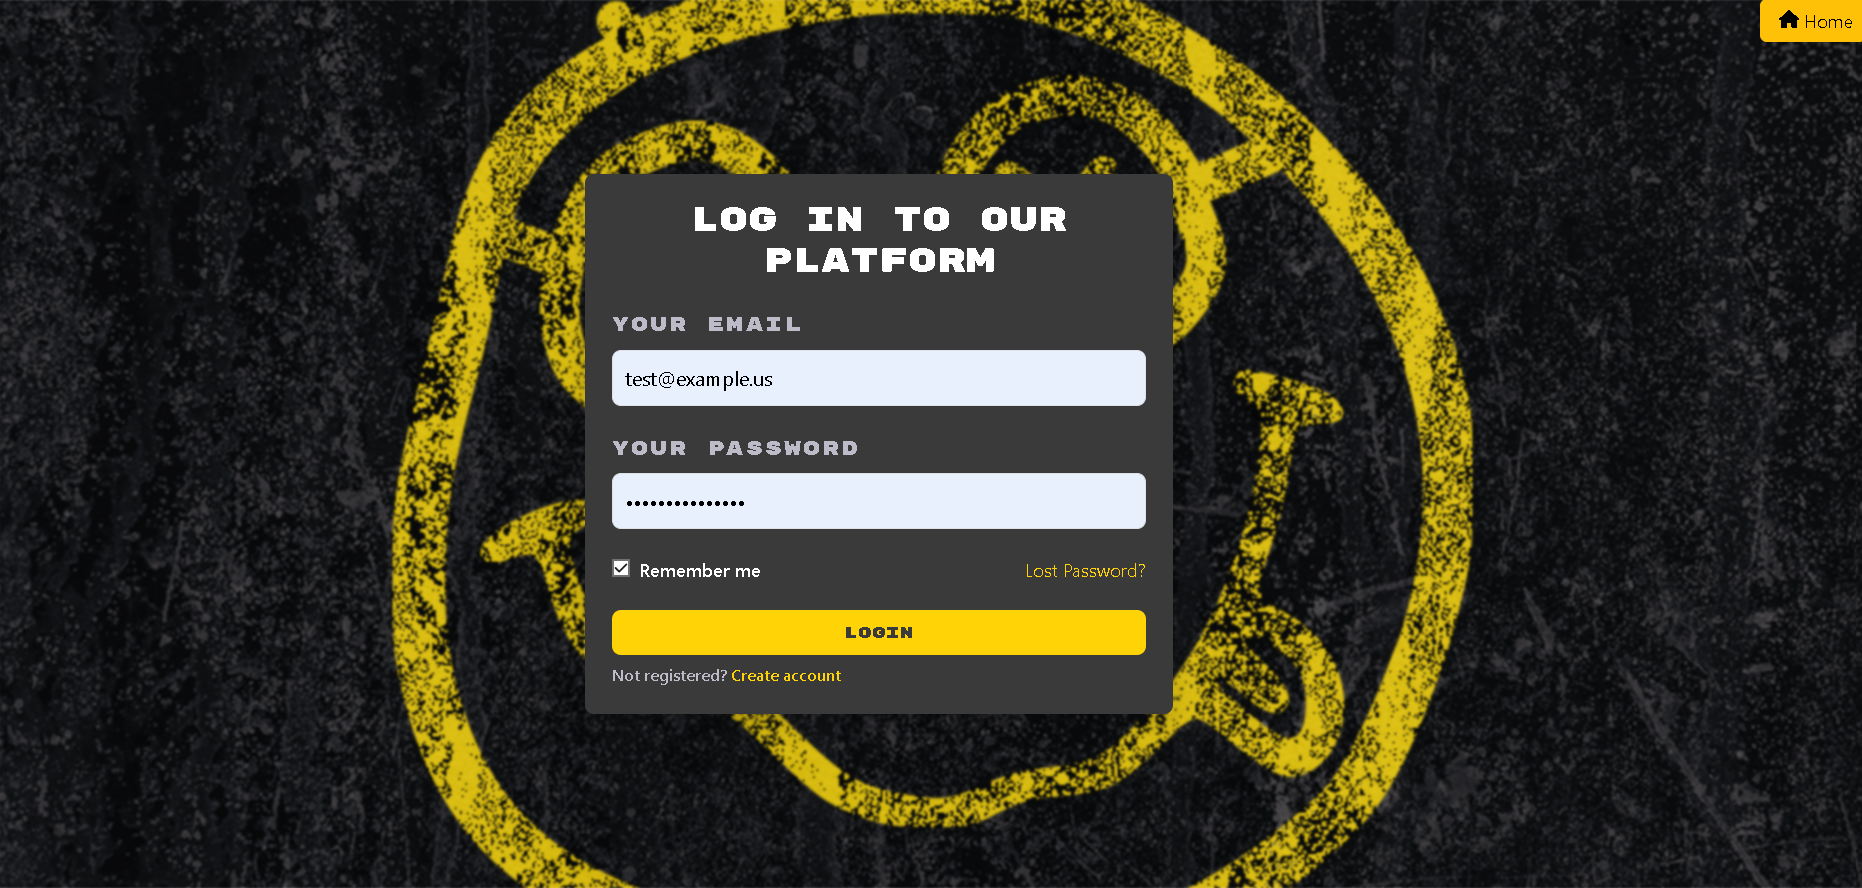 Home
LOG IN TO OUR
PLATFORM
YOUR EMAIL
test@example.us
YOUR PASSWORD
•••••••••••••••
Remember me
Lost Password?
LOGIN
Not registered? Create account